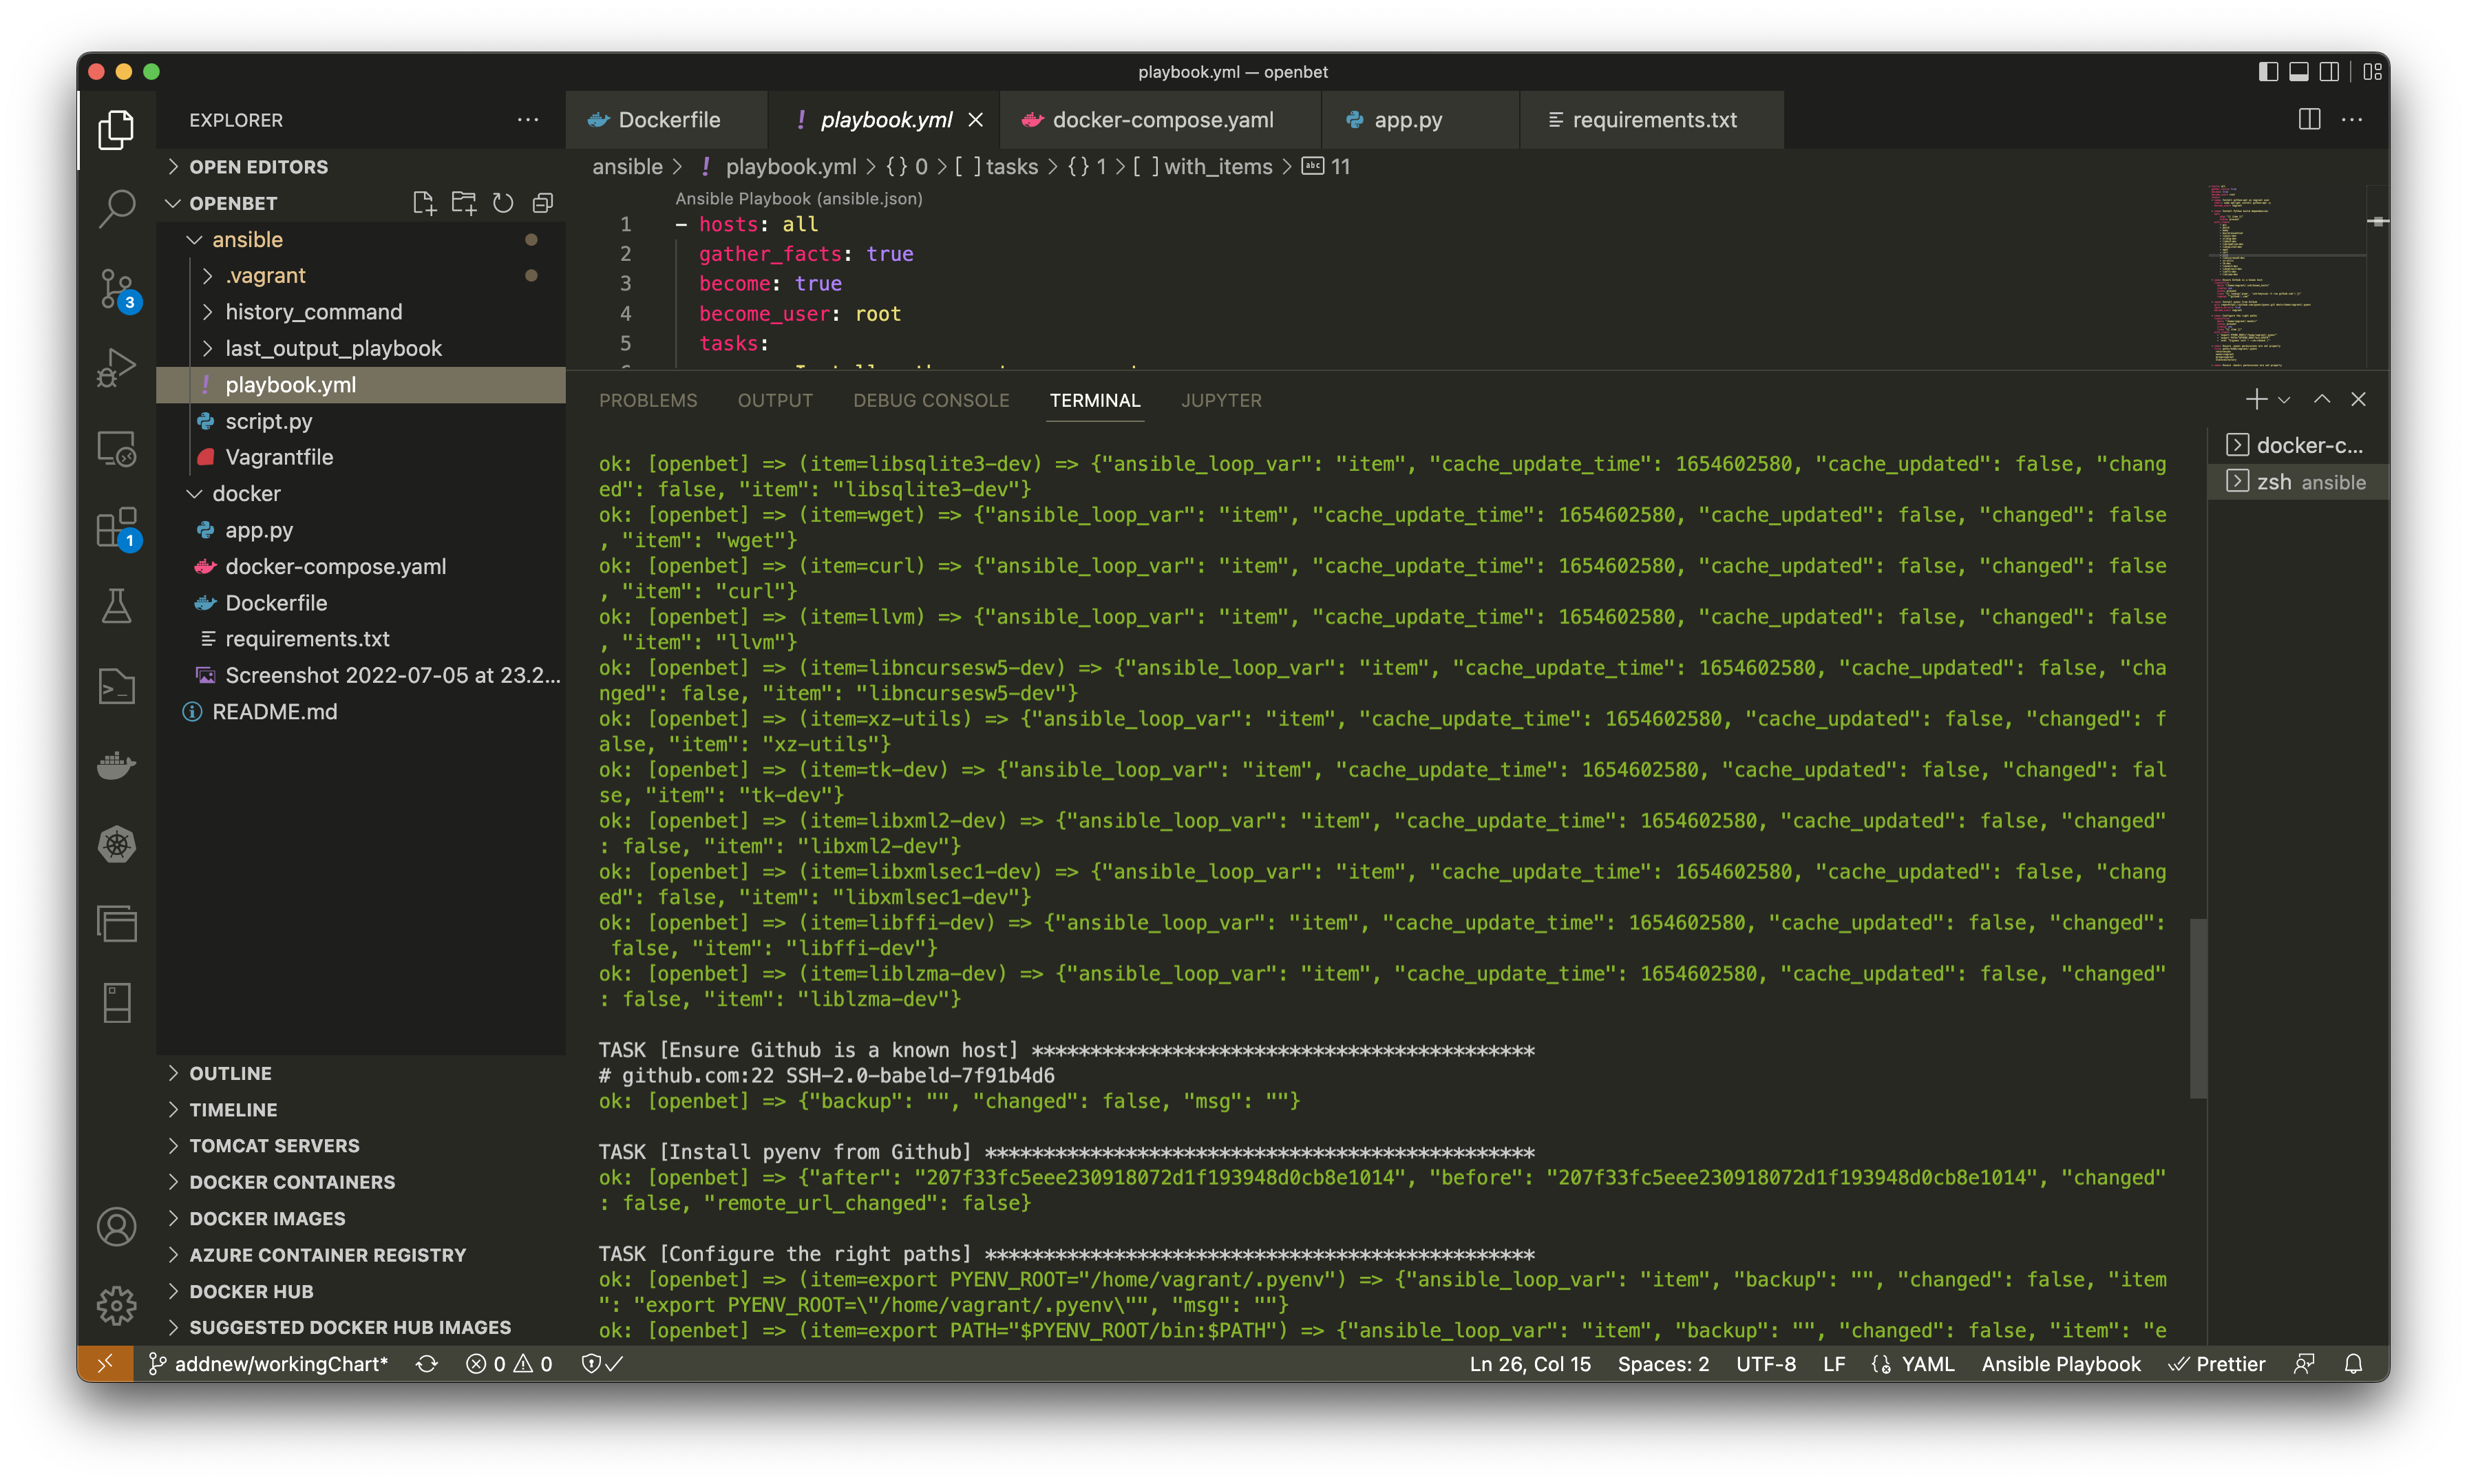 playbook.yml — openbet
EXPLORER
Dockerfile
playbook.yml
docker-compose.yaml
app.py
requirements.txt
OPEN EDITORS
OPENBET
ansible
.vagrant
history_command
last_output_playbook
playbook.yml
script.py
Vagrantfile
docker
app.py
docker-compose.yaml
Dockerfile
requirements.txt
Screenshot 2022-07-05 at 23.2...
README.md
3
1
OUTLINE
TIMELINE
TOMCAT SERVERS
DOCKER CONTAINERS
DOCKER IMAGES
AZURE CONTAINER REGISTRY
DOCKER HUB
SUGGESTED DOCKER HUB IMAGES
ansible > ! playbook.yml > {} 0 > [ ] tasks > {} 1 > [ ] with_items > abc 11
Ansible Playbook (ansible.json)
1 - hosts: all
2 gather_facts: true
3 become: true
4 become_user: root
5 tasks:
PROBLEMS OUTPUT DEBUG CONSOLE TERMINAL JUPYTER
docker-c...
zsh ansible
ok: [openbet] => (item=libsqlite3-dev) => {"ansible_loop_var": "item", "cache_update_time": 1654602580, "cache_updated": false, "chang
ed": false, "item": "libsqlite3-dev"}
ok: [openbet] => (item=wget) => {"ansible_loop_var": "item", "cache_update_time": 1654602580, "cache_updated": false, "changed": false
, "item": "wget"}
ok: [openbet] => (item=curl) => {"ansible_loop_var": "item", "cache_update_time": 1654602580, "cache_updated": false, "changed": false
, "item": "curl"}
ok: [openbet] => (item=llvm) => {"ansible_loop_var": "item", "cache_update_time": 1654602580, "cache_updated": false, "changed": false
, "item": "llvm"}
ok: [openbet] => (item=libncursesw5-dev) => {"ansible_loop_var": "item", "cache_update_time": 1654602580, "cache_updated": false, "cha
nged": false, "item": "libncursesw5-dev"}
ok: [openbet] => (item=xz-utils) => {"ansible_loop_var": "item", "cache_update_time": 1654602580, "cache_updated": false, "changed": f
alse, "item": "xz-utils"}
ok: [openbet] => (item=tk-dev) => {"ansible_loop_var": "item", "cache_update_time": 1654602580, "cache_updated": false, "changed": fal
se, "item": "tk-dev"}
ok: [openbet] => (item=libxml2-dev) => {"ansible_loop_var": "item", "cache_update_time": 1654602580, "cache_updated": false, "changed"
: false, "item": "libxml2-dev"}
ok: [openbet] => (item=libxmlsec1-dev) => {"ansible_loop_var": "item", "cache_update_time": 1654602580, "cache_updated": false, "chang
ed": false, "item": "libxmlsec1-dev"}
ok: [openbet] => (item=libffi-dev) => {"ansible_loop_var": "item", "cache_update_time": 1654602580, "cache_updated": false, "changed":
 false, "item": "libffi-dev"}
ok: [openbet] => (item=liblzma-dev) => {"ansible_loop_var": "item", "cache_update_time": 1654602580, "cache_updated": false, "changed"
: false, "item": "liblzma-dev"}
TASK [Ensure Github is a known host] *******************************************
# github.com:22 SSH-2.0-babeld-7f91b4d6
ok: [openbet] => {"backup": "", "changed": false, "msg": ""}
TASK [Install pyenv from Github] ***********************************************
ok: [openbet] => {"after": "207f33fc5eee230918072d1f193948d0cb8e1014", "before": "207f33fc5eee230918072d1f193948d0cb8e1014", "changed"
: false, "remote_url_changed": false}
TASK [Configure the right paths] ***********************************************
ok: [openbet] => (item=export PYENV_ROOT="/home/vagrant/.pyenv") => {"ansible_loop_var": "item", "backup": "", "changed": false, "item
": "export PYENV_ROOT=\"/home/vagrant/.pyenv\"", "msg": ""}
ok: [openbet] => (item=export PATH="$PYENV_ROOT/bin:$PATH") => {"ansible_loop_var": "item", "backup": "", "changed": false, "item": "e
addnew/workingChart* 0 0 Ln 26, Col 15 Spaces: 2 UTF-8 LF YAML Ansible Playbook Prettier